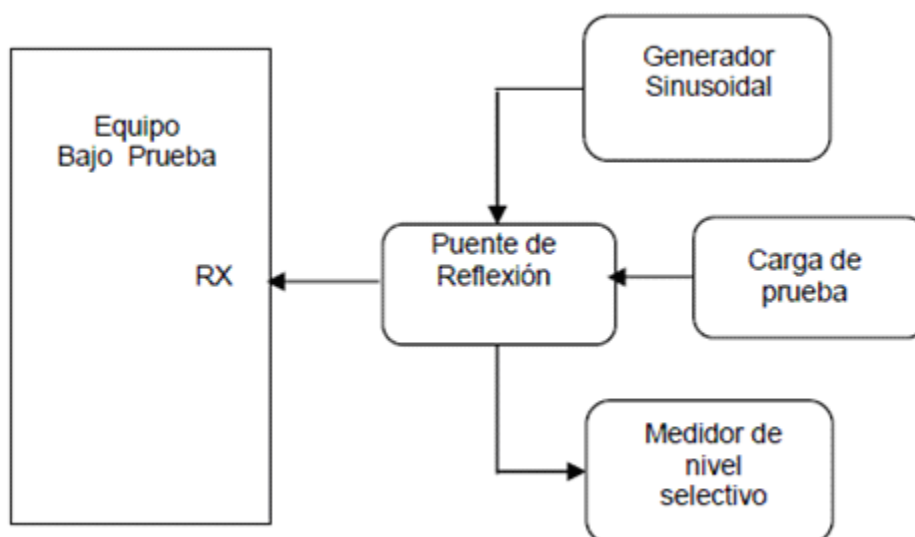 Generador
Sinusoidal
Equipo
Bajo Prueba
Puente de
Reflexión
RX
Carga de
prueba
Medidor de
nivel
selectivo